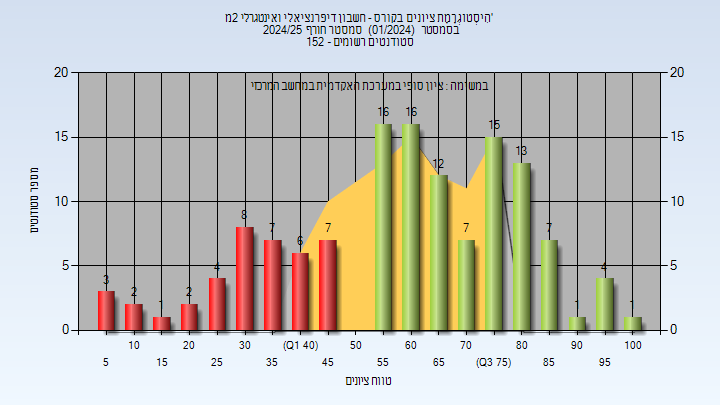 'הִיסְטוֹגְרָמַת ציונים בקורס - חשבון דיפרנציאלי ואינטגרלי 2מ
בסמסטר (01/2024) סמסטר חורף 2024/25
סטודנטים רשומים - 152
במשימה : ציון סופי במערכת האקדמית במחשב המרכזי
20 20
15 15
10 10
5 5
0 0
מספר סטודנטים
3 2 1 2 4 8 7 6 7 16 16 12 7 15 13 7 1 4 1
10 20 30 (Q1 40) 50 60 70 80 90 100
5 15 25 35 45 55 65 (Q3 75) 85 95
טווח ציונים